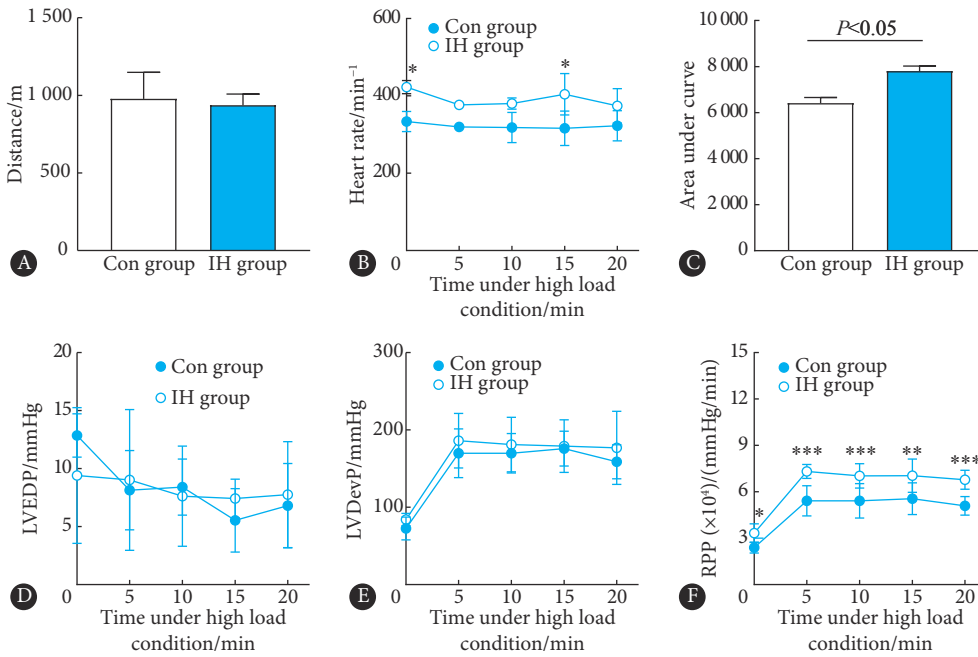 1 500
1 000
500
0
Distance/m
Con group
IH group
A
600
400
200
0
Heart rate/min⁻¹
Con group
IH group
*
*
0
5
10
15
20
Time under high load
condition/min
B
P<0.05
10 000
8 000
6 000
4 000
2 000
0
Area under curve
Con group
IH group
C
20
15
10
5
0
LVEDP/mmHg
Con group
IH group
5
10
15
20
Time under high load
condition/min
D
300
200
100
0
LVDevP/mmHg
Con group
IH group
5
10
15
20
Time under high load
condition/min
E
15
12
9
6
3
0
RPP (×10⁴)/(mmHg/min)
Con group
IH group
*
***
***
**
***
5
10
15
20
Time under high load
condition/min
F